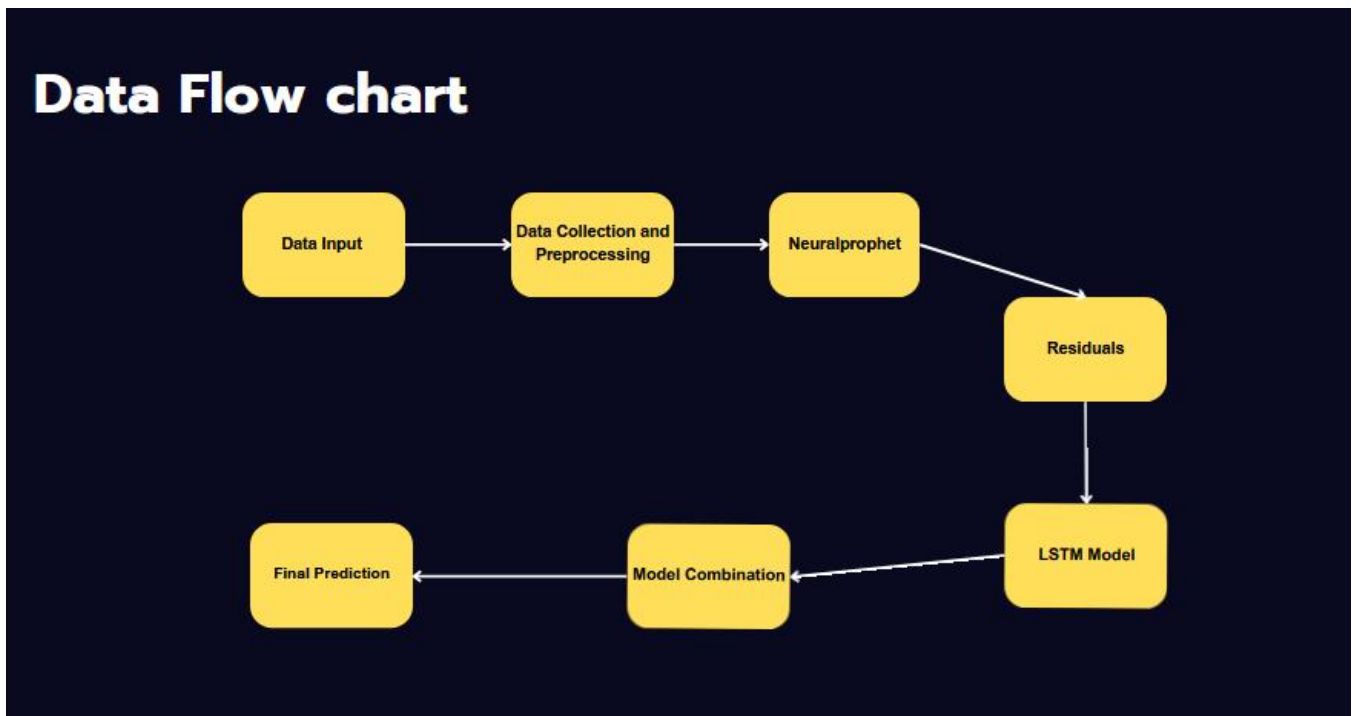 Data Flow chart
Data Input
Data Collection and
Preprocessing
Neuralprophet
Residuals
LSTM Model
Model Combination
Final Prediction